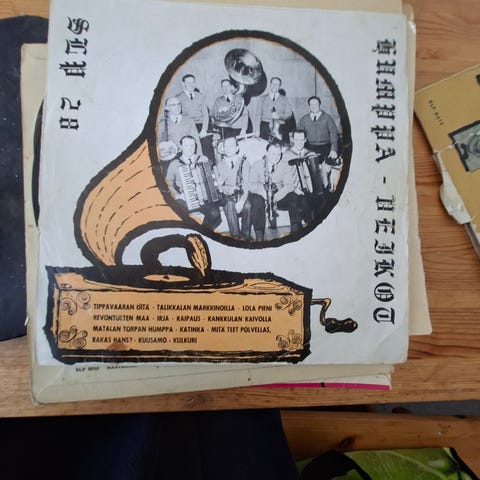 SLP 28
HUMPPA-VEIKOT
TIPPAVAARAN OITA - TALIKKALAN MARKKINOILLA - LOLA PIENI
REVONTULTEN MAA - IRJA - KAIPAUS - KANKKULAN KAIVOLLA
MATALAN TORPAN HUMPPA - KATINKA - MITÄ TEET POLVELLAS,
RAKAS HANS? - KUUSAMO - KULKURI